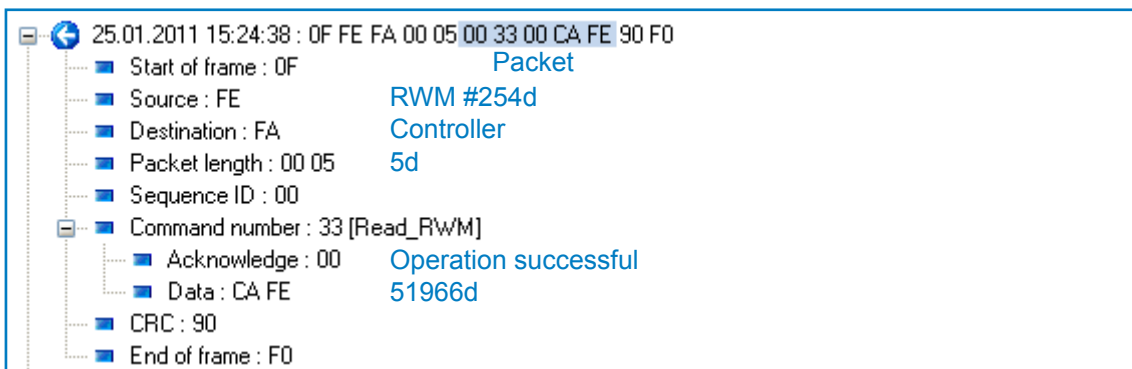 25.01.2011 15:24:38 : 0F FE FA 00 05 00 33 00 CA FE 90 F0
Start of frame : 0F Packet
Source : FE RWM #254d
Destination : FA Controller
Packet length : 00 05 5d
Sequence ID : 00
Command number : 33 [Read_RWM]
Acknowledge : 00 Operation successful
Data : CA FE 51966d
CRC : 90
End of frame : F0